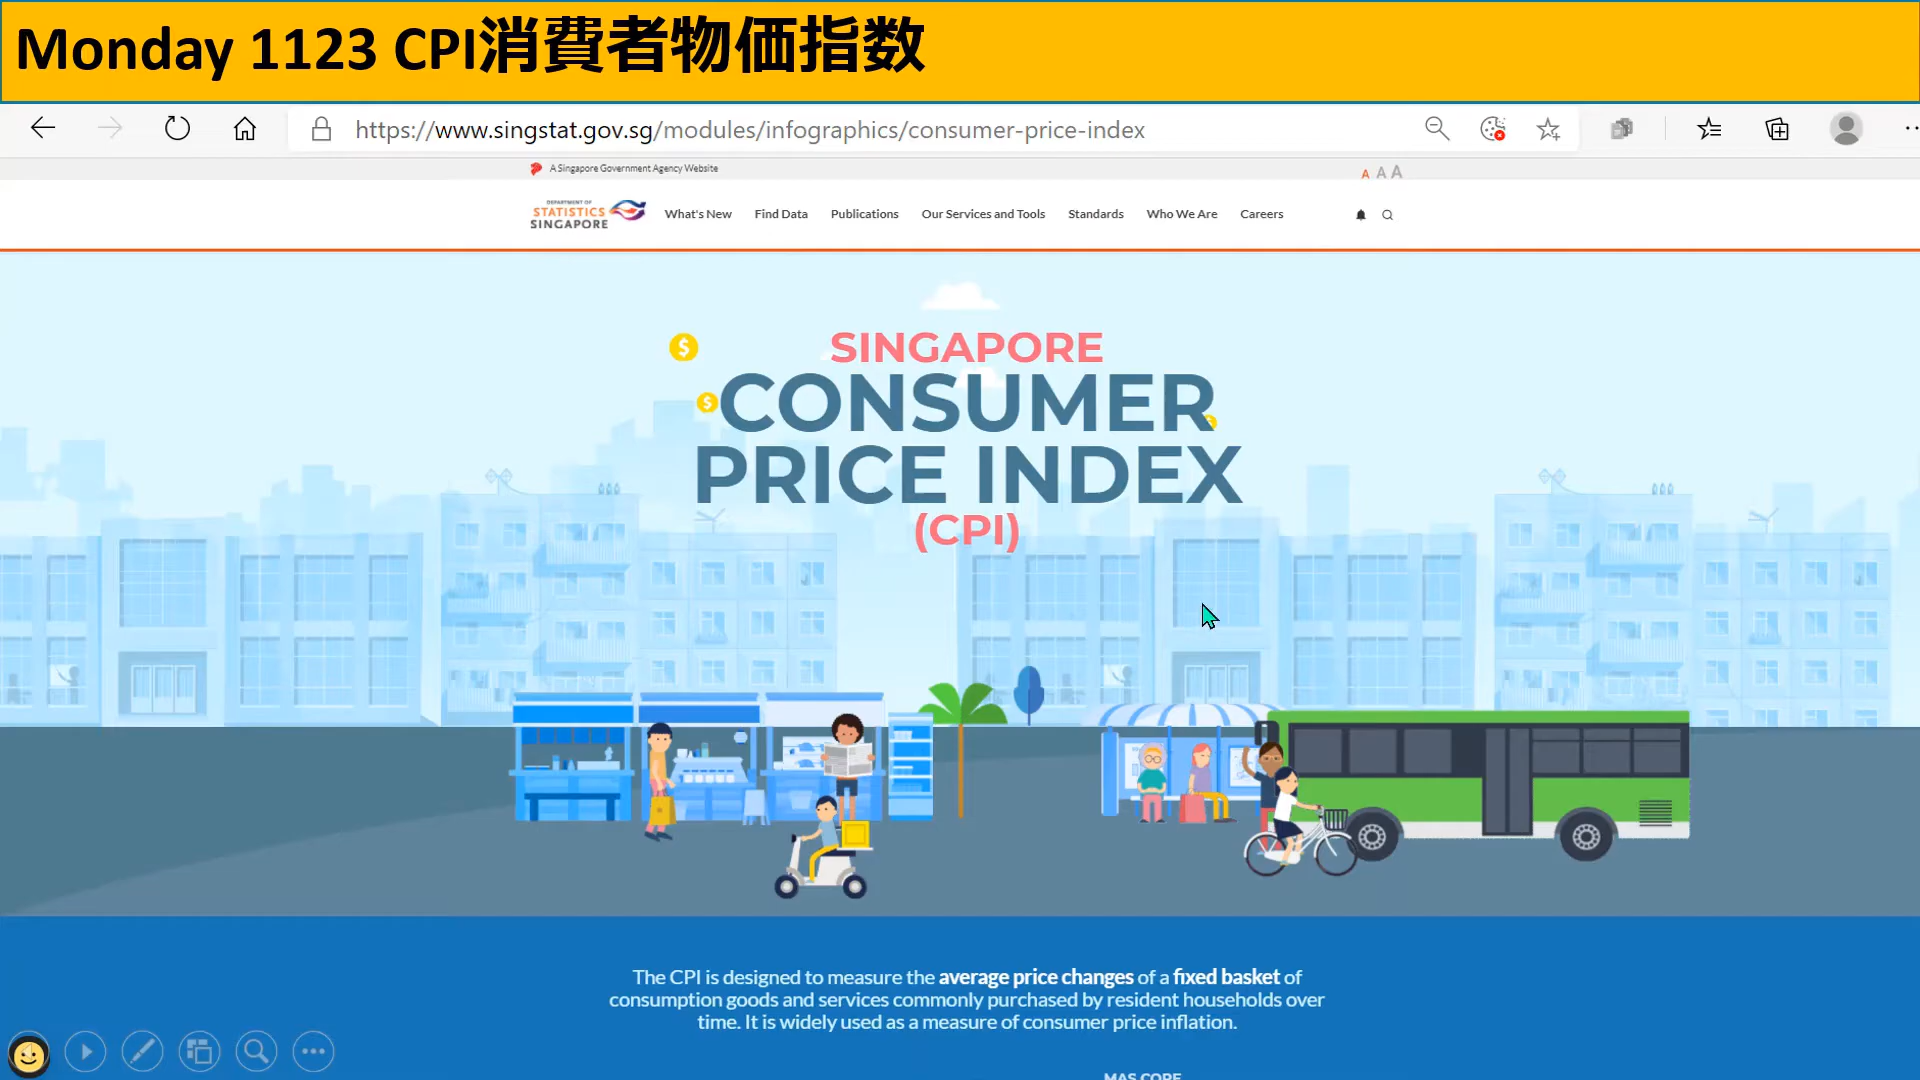 Monday 1123 CPI消費者物価指数
https://www.singstat.gov.sg/modules/infographics/consumer-price-index
A Singapore Government Agency Website
A A A
DEPARTMENT OF
STATISTICS
SINGAPORE
What's New Find Data Publications Our Services and Tools Standards Who We Are Careers
SINGAPORE
CONSUMER
PRICE INDEX
(CPI)
The CPI is designed to measure the average price changes of a fixed basket of
consumption goods and services commonly purchased by resident households over
time. It is widely used as a measure of consumer price inflation.
MAS CORE